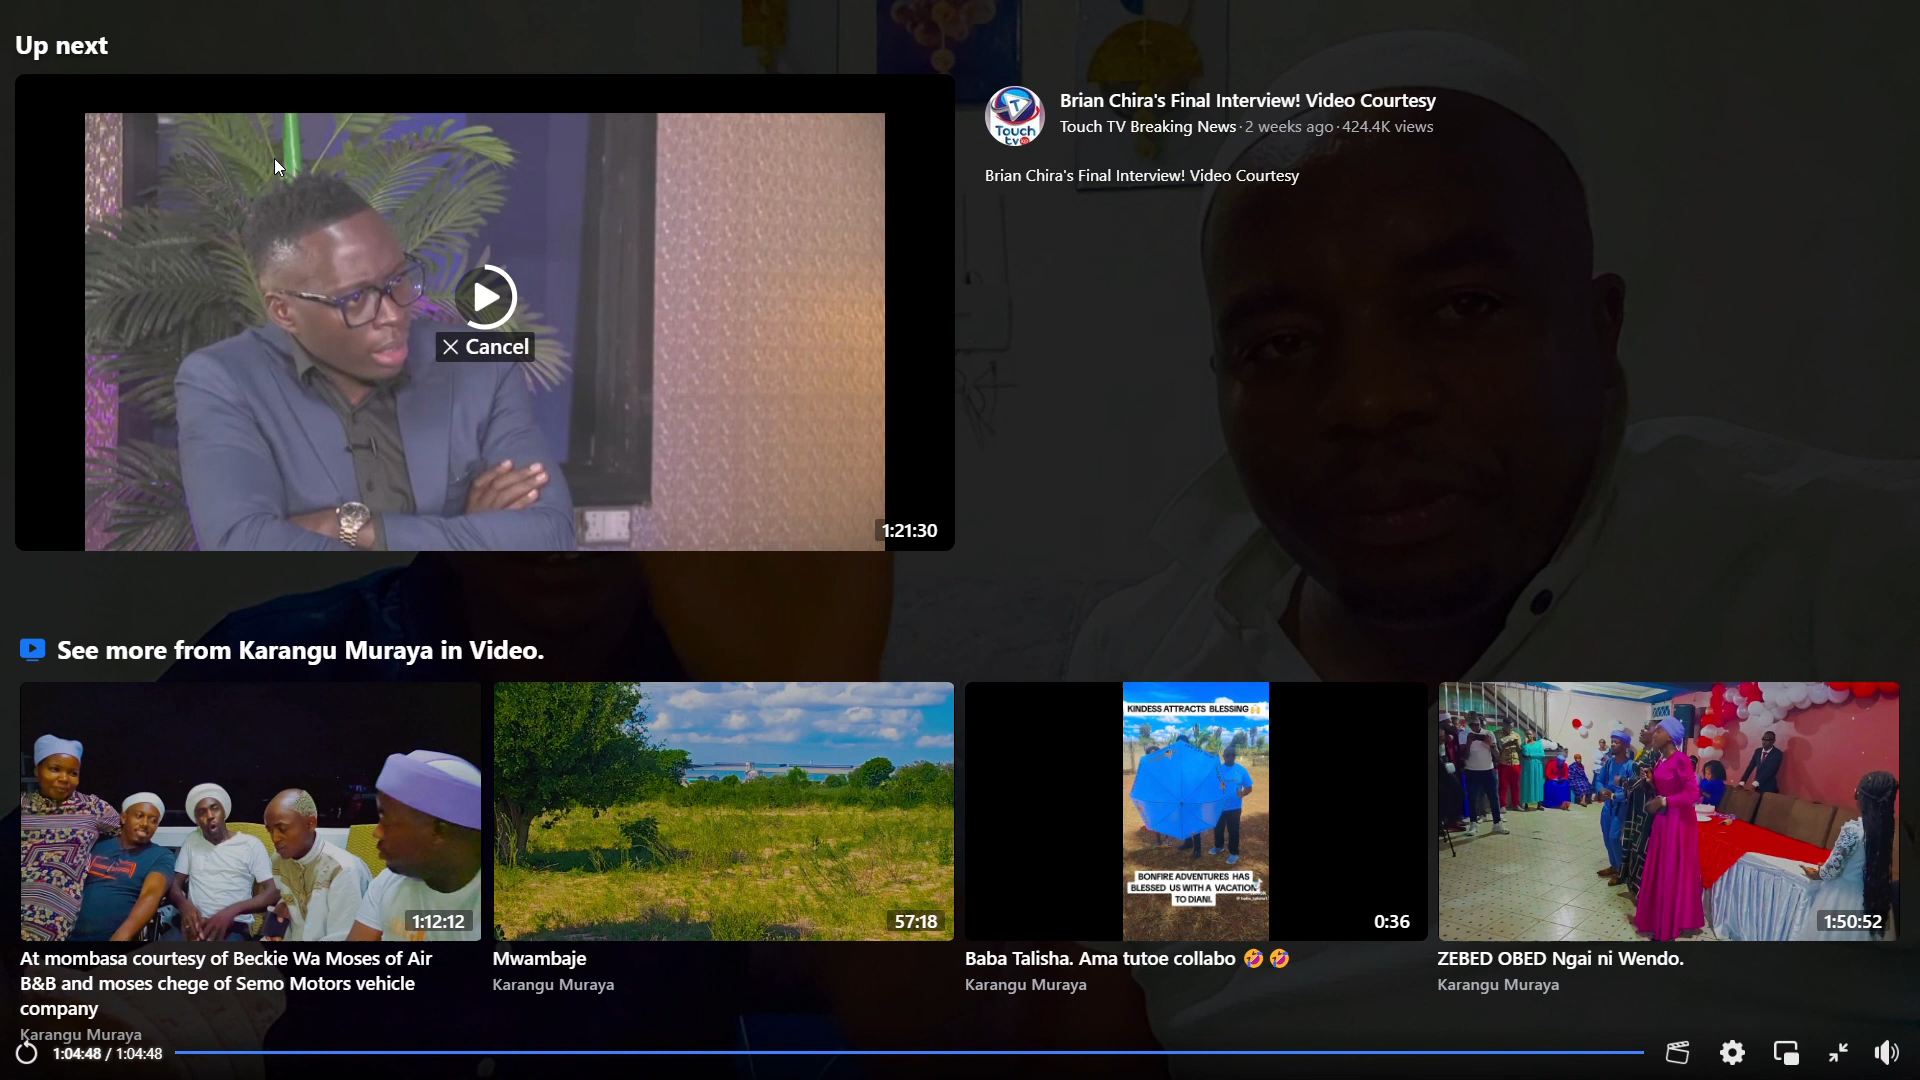 Up next
Touch
tv
Brian Chira's Final Interview! Video Courtesy
Touch TV Breaking News · 2 weeks ago · 424.4K views
Brian Chira's Final Interview! Video Courtesy
Cancel
1:21:30
See more from Karangu Muraya in Video.
1:12:12
At mombasa courtesy of Beckie Wa Moses of Air
B&B and moses chege of Semo Motors vehicle
company
Karangu Muraya
57:18
Mwambaje
Karangu Muraya
KINDESS ATTRACTS BLESSING🙌
BONFIRE ADVENTURES HAS
BLESSED US WITH A VACATION
TO DIANI.
0:36
Baba Talisha. Ama tutoe collabo 🤣 🤣
Karangu Muraya
1:50:52
ZEBED OBED Ngai ni Wendo.
Karangu Muraya
1:04:48 / 1:04:48